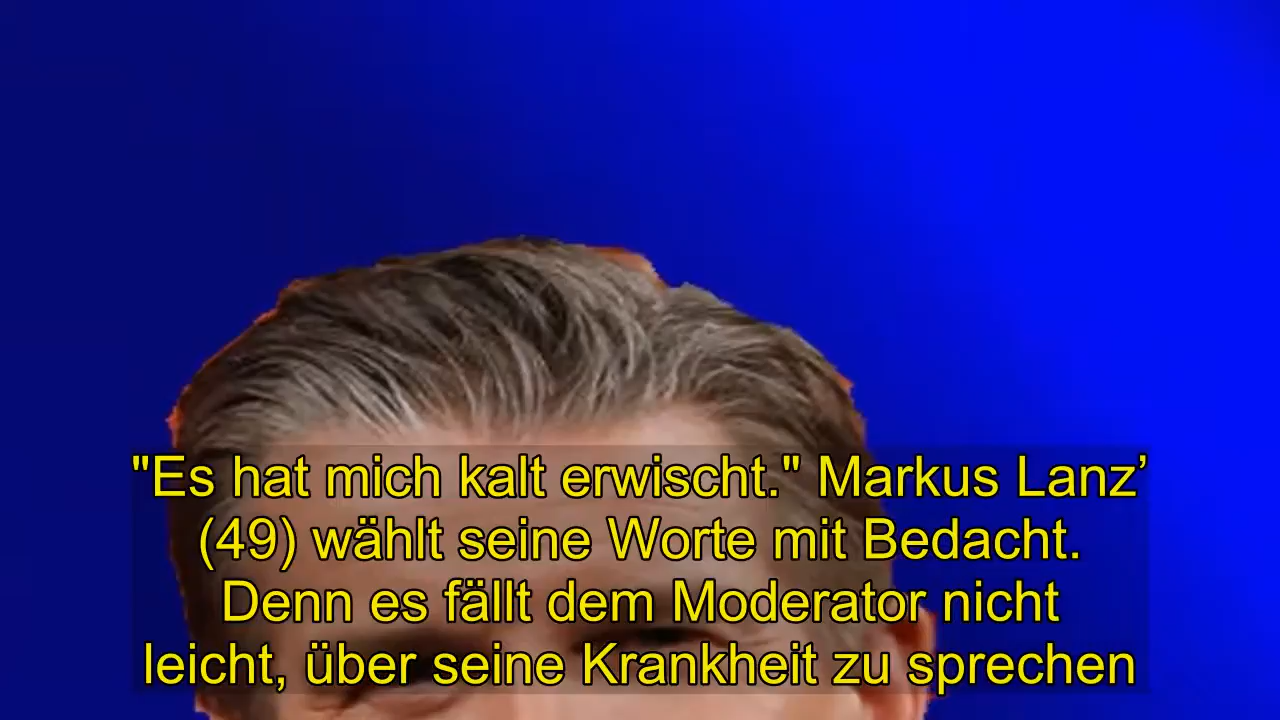 "Es hat mich kalt erwischt." Markus Lanz’
(49) wählt seine Worte mit Bedacht.
Denn es fällt dem Moderator nicht
leicht, über seine Krankheit zu sprechen